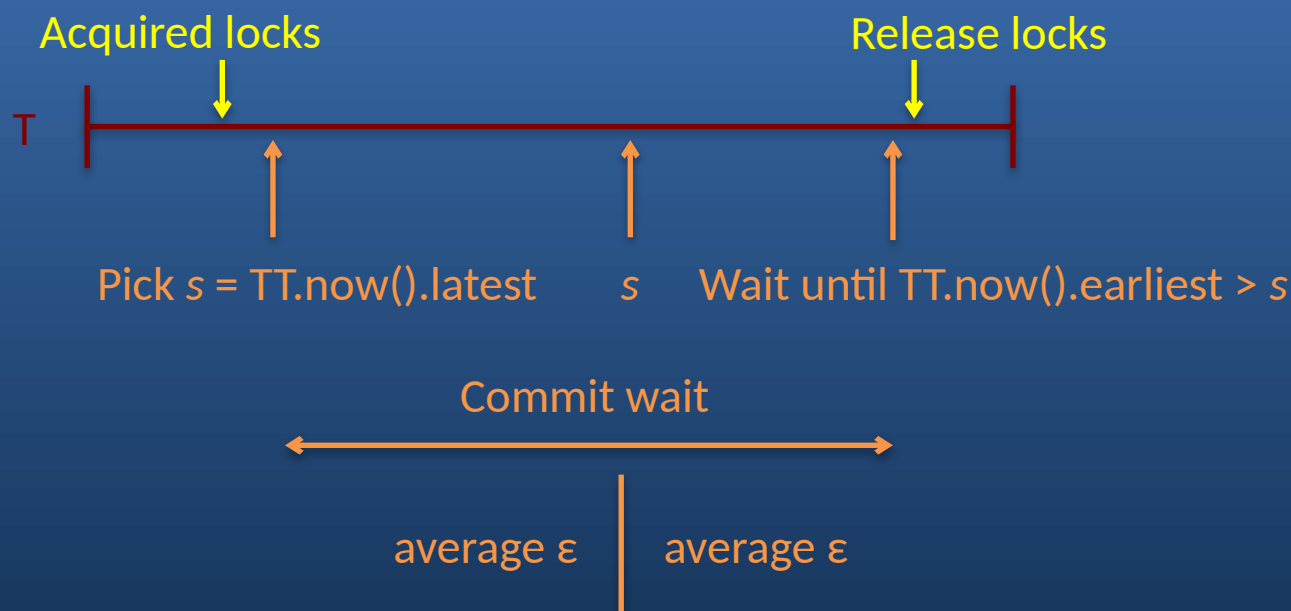 Acquired locks
Release locks
T
Pick s = TT.now().latest
s
Wait until TT.now().earliest > s
Commit wait
average ε
average ε